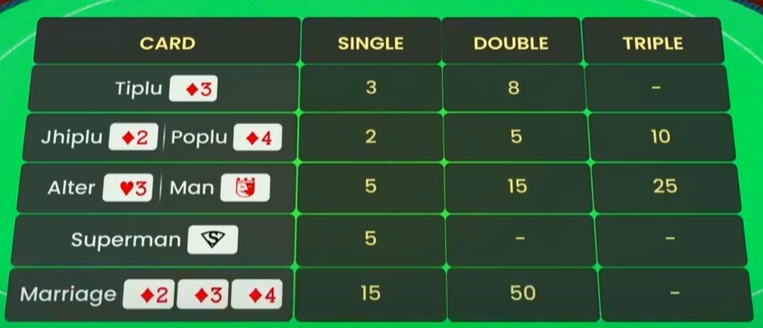 CARD SINGLE DOUBLE TRIPLE
Tiplu ♦3 3 8 -
Jhiplu ♦2 | Poplu ♦4 2 5 10
Alter ♥3 | Man 5 15 25
Superman S 5 - -
Marriage ♦2 ♦3 ♦4 15 50 -